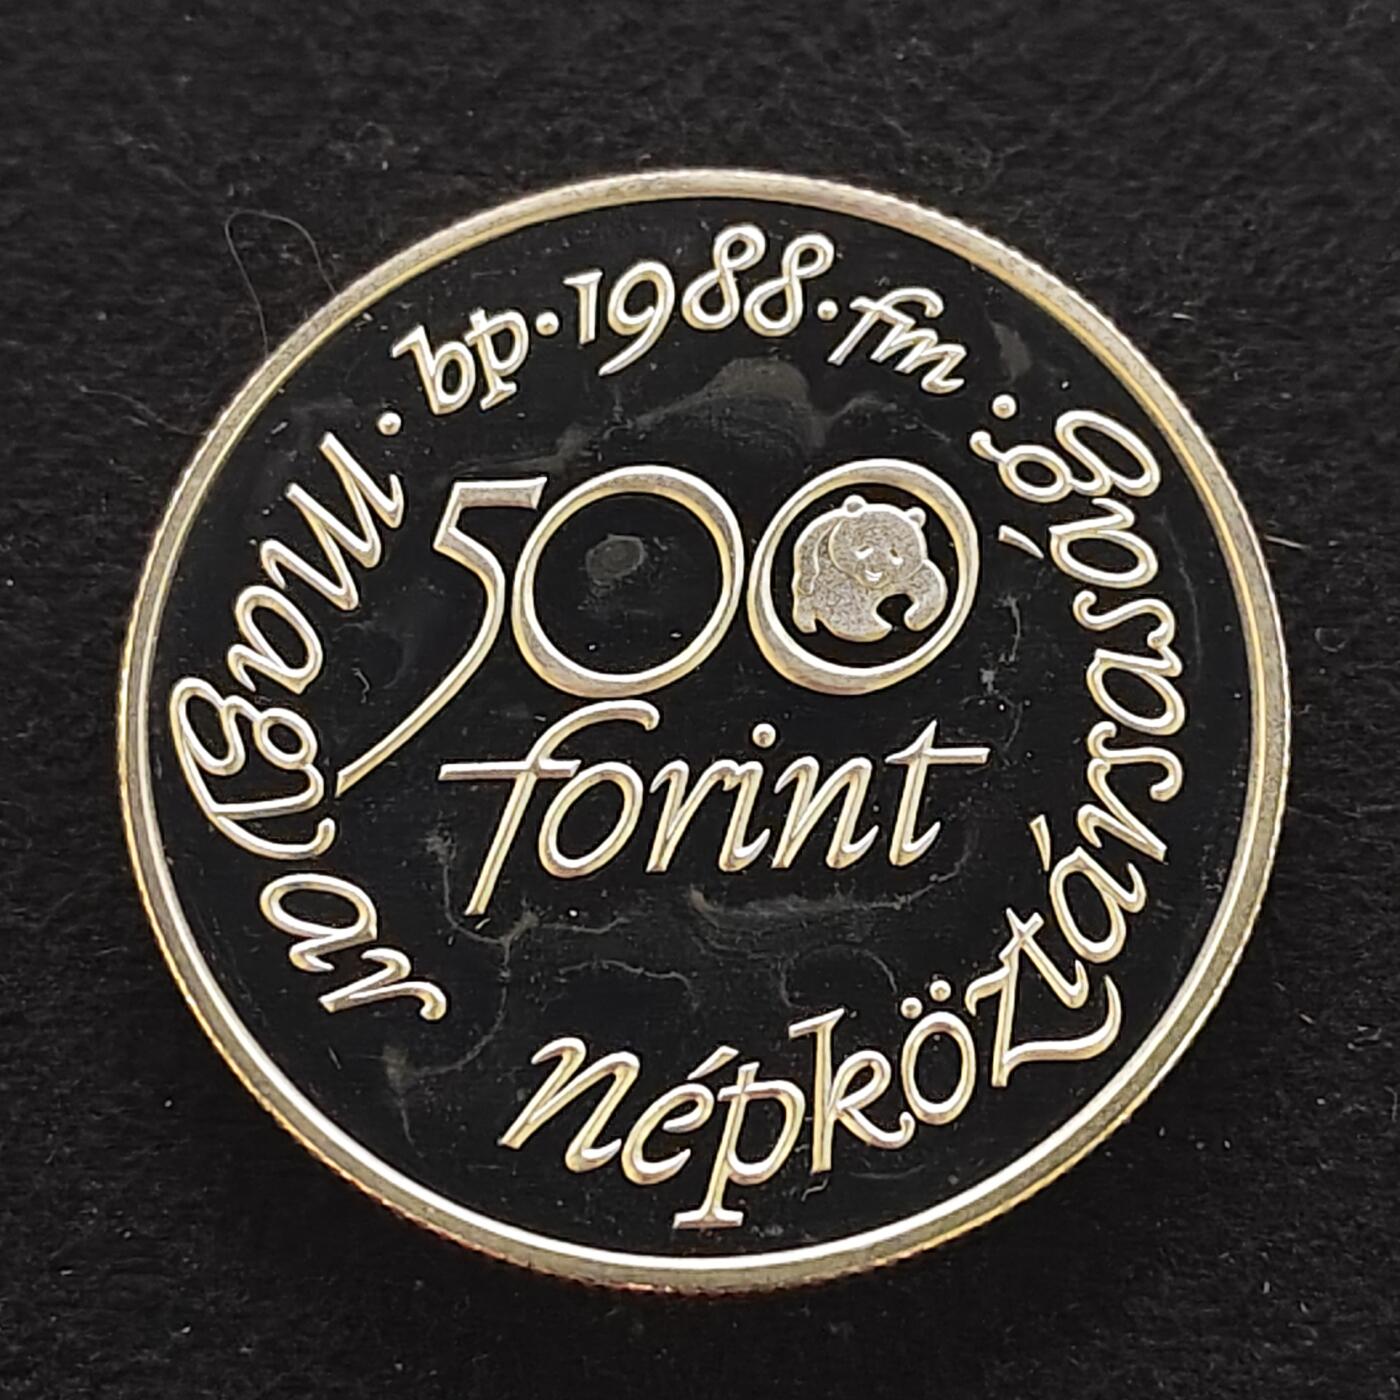 magyar népköztársaság · bp · 1988 · fm ·
500
forint